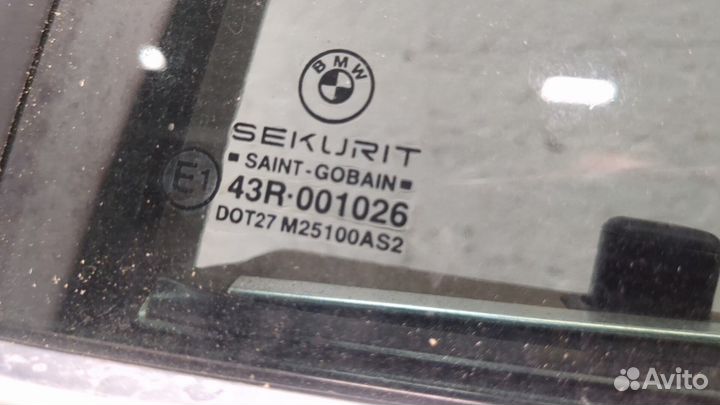 BMW
SEKURIT
SAINT-GOBAIN
E1
43R·001026
DOT27 M25100AS2
Avito